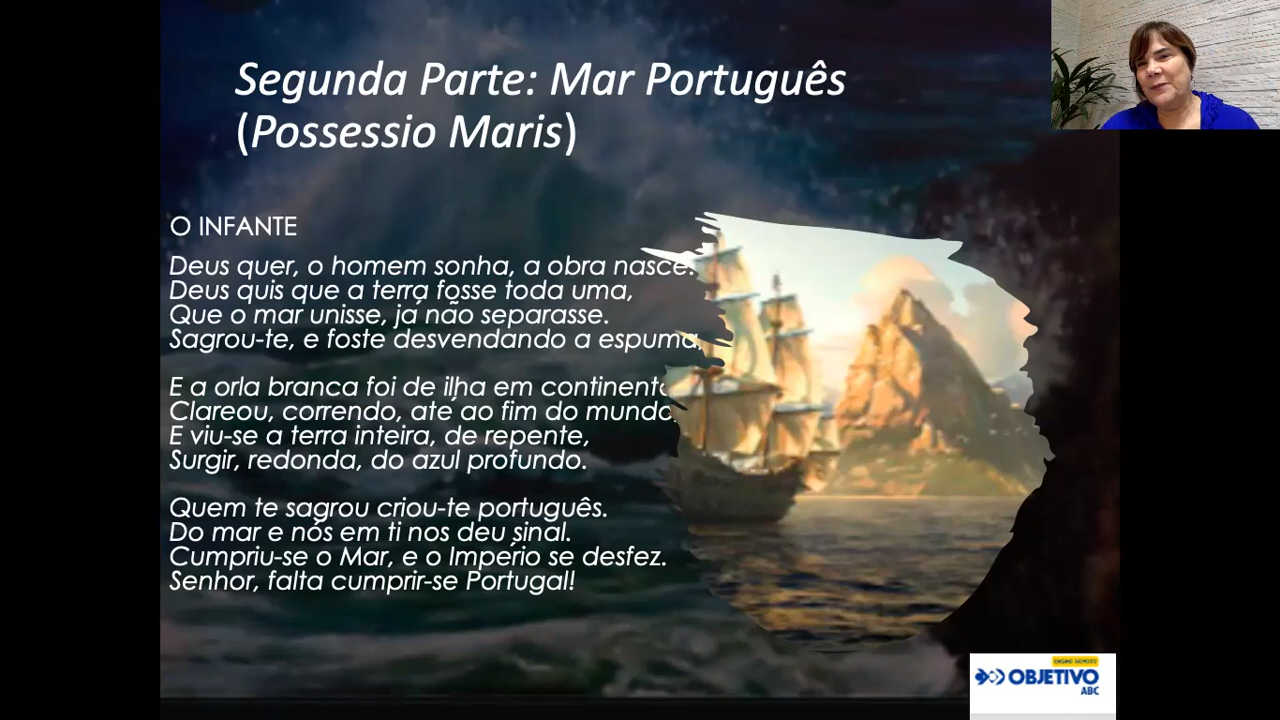 Segunda Parte: Mar Português
(Possessio Maris)
O INFANTE
Deus quer, o homem sonha, a obra nasce.
Deus quis que a terra fosse toda uma,
Que o mar unisse, já não separasse.
Sagrou-te, e foste desvendando a espuma,
E a orla branca foi de ilha em continente,
Clareou, correndo, até ao fim do mundo,
E viu-se a terra inteira, de repente,
Surgir, redonda, do azul profundo.
Quem te sagrou criou-te português.
Do mar e nós em ti nos deu sinal.
Cumpriu-se o Mar, e o Império se desfez.
Senhor, falta cumprir-se Portugal!
ENSINO REMOTO
OBJETIVO
ABC